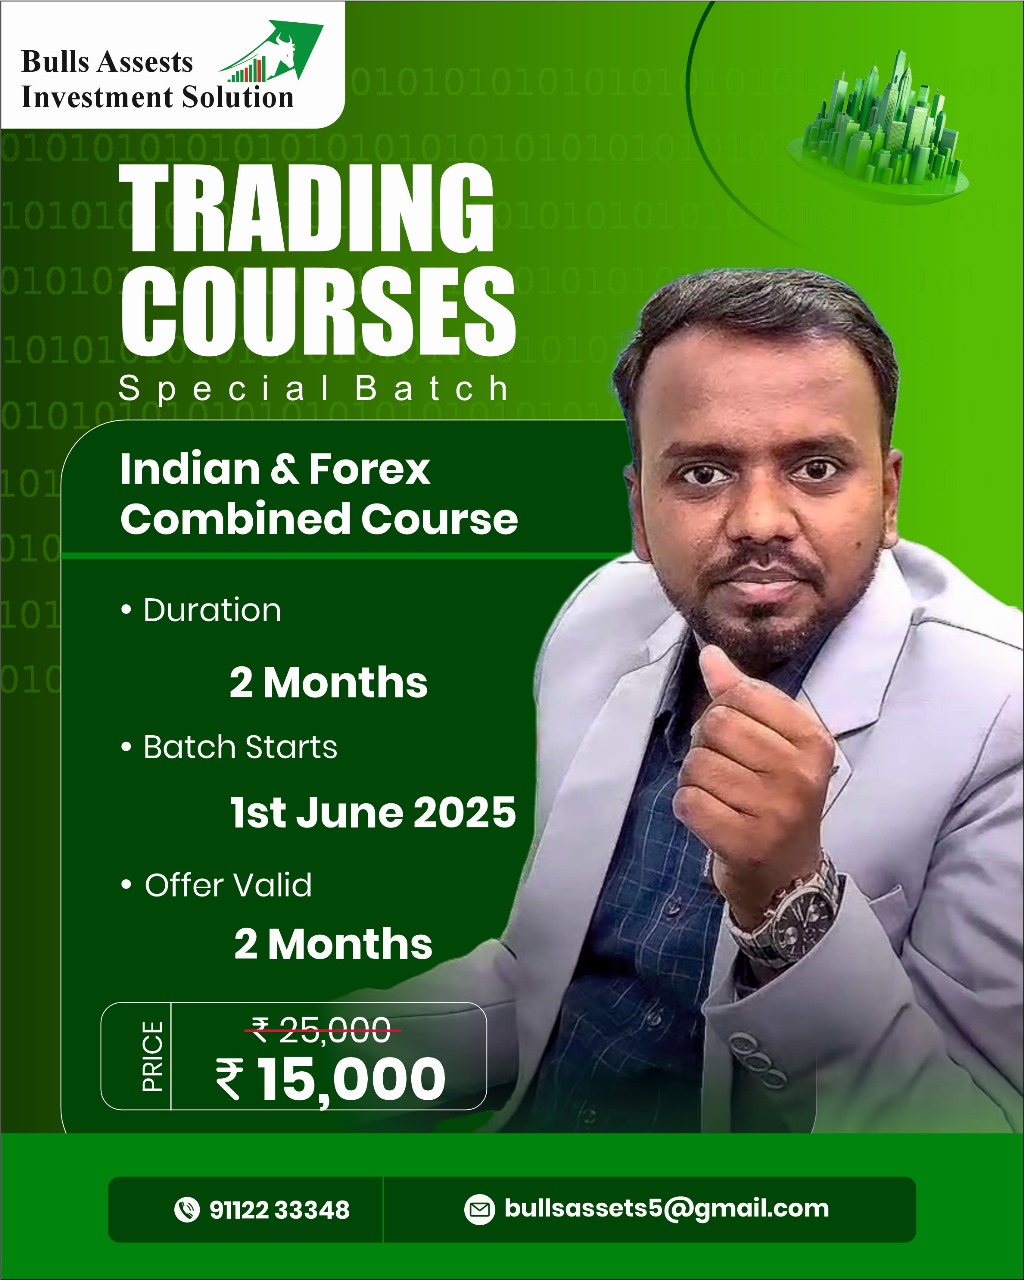 Bulls Assests
Investment Solution
TRADING
COURSES
Special Batch
Indian & Forex
Combined Course
• Duration
2 Months
• Batch Starts
1st June 2025
• Offer Valid
2 Months
PRICE
₹ 25,000
₹ 15,000
91122 33348
bullsassets5@gmail.com